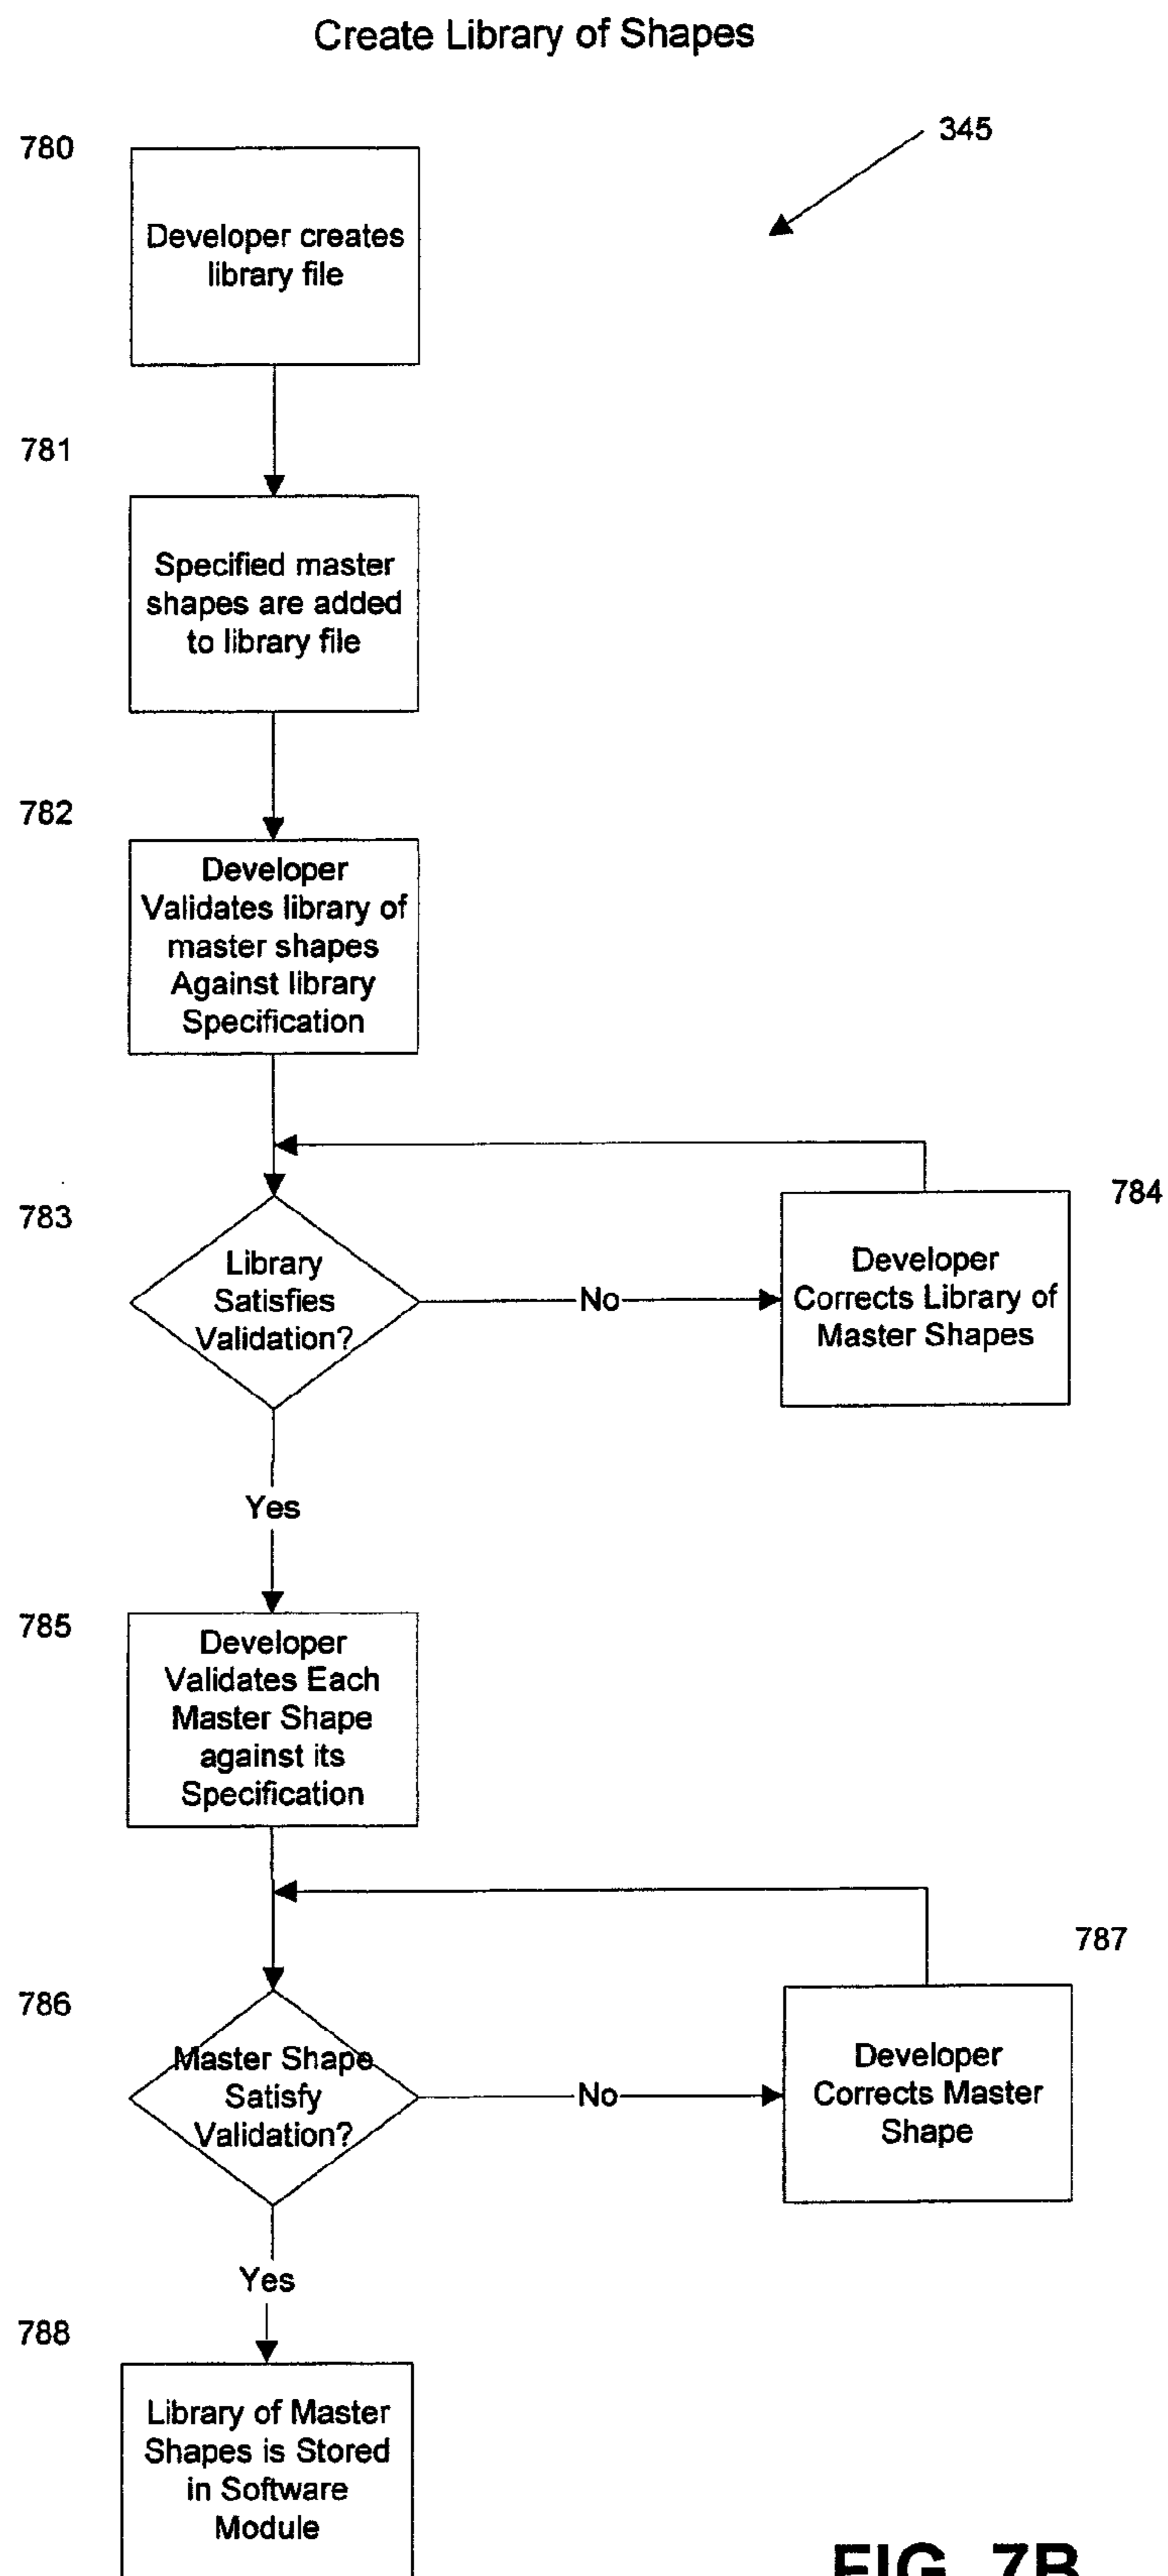 Create Library of Shapes
345
780
Developer creates
library file
781
Specified master
shapes are added
to library file
782
Developer
Validates library of
master shapes
Against library
Specification
783
Library
Satisfies
Validation?
No
784
Developer
Corrects Library of
Master Shapes
Yes
785
Developer
Validates Each
Master Shape
against its
Specification
786
Master Shape
Satisfy
Validation?
No
787
Developer
Corrects Master
Shape
Yes
788
Library of Master
Shapes is Stored
in Software
Module
FIG. 7B